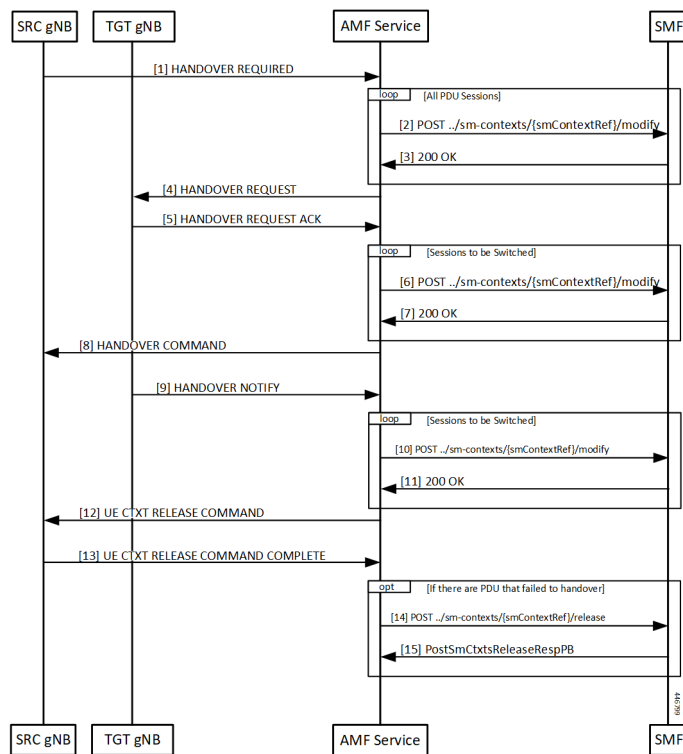 SRC gNB
TGT gNB
AMF Service
SMF
[1] HANDOVER REQUIRED
loop
[All PDU Sessions]
[2] POST ../sm-contexts/{smContextRef}/modify
[3] 200 OK
[4] HANDOVER REQUEST
[5] HANDOVER REQUEST ACK
loop
[Sessions to be Switched]
[6] POST ../sm-contexts/{smContextRef}/modify
[7] 200 OK
[8] HANDOVER COMMAND
[9] HANDOVER NOTIFY
loop
[Sessions to be Switched]
[10] POST ../sm-contexts/{smContextRef}/modify
[11] 200 OK
[12] UE CTXT RELEASE COMMAND
[13] UE CTXT RELEASE COMMAND COMPLETE
opt
[If there are PDU that failed to handover]
[14] POST ../sm-contexts/{smContextRef}/release
[15] PostSmCtxtsReleaseRespPB
446799
SRC gNB
TGT gNB
AMF Service
SMF